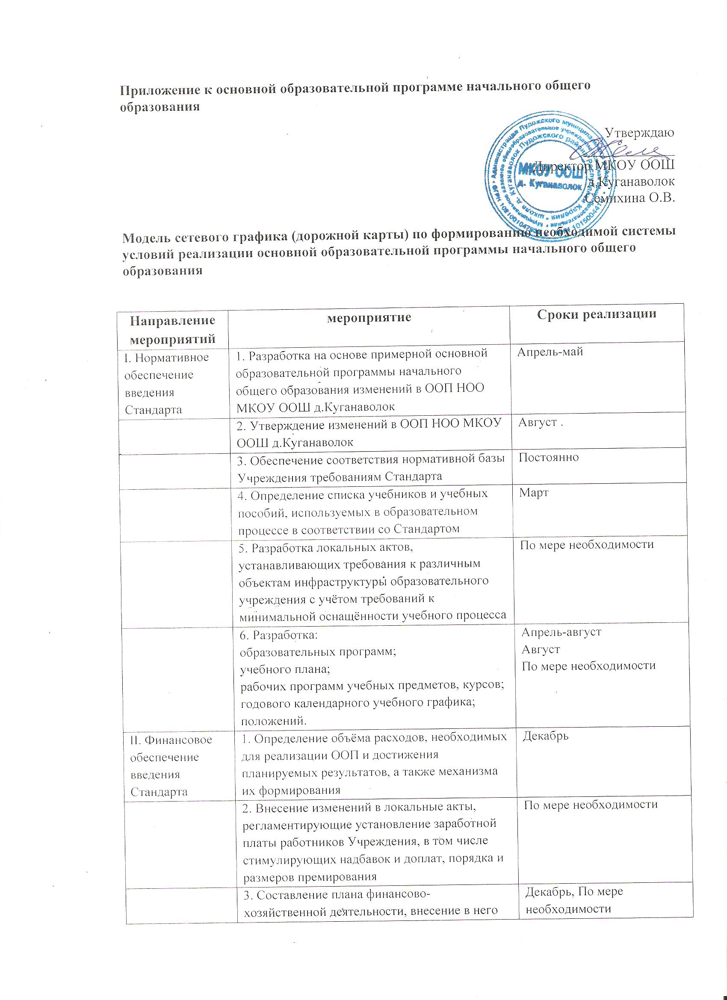 Приложение к основной образовательной программе начального общего
образования
Утверждаю
Директор МКОУ ООШ
д.Куганаволок
Семихина О.В.
МКОУ ООШ
д. Куганаволок
Модель сетевого графика (дорожной карты) по формированию необходимой системы
условий реализации основной образовательной программы начального общего
образования
Направление
мероприятий
мероприятие
Сроки реализации
I. Нормативное
обеспечение
введения
Стандарта
1. Разработка на основе примерной основной
образовательной программы начального
общего образования изменений в ООП НОО
МКОУ ООШ д.Куганаволок
Апрель-май
2. Утверждение изменений в ООП НОО МКОУ
ООШ д.Куганаволок
Август .
3. Обеспечение соответствия нормативной базы
Учреждения требованиям Стандарта
Постоянно
4. Определение списка учебников и учебных
пособий, используемых в образовательном
процессе в соответствии со Стандартом
Март
5. Разработка локальных актов,
устанавливающих требования к различным
объектам инфраструктуры образовательного
учреждения с учётом требований к
минимальной оснащённости учебного процесса
По мере необходимости
6. Разработка:
образовательных программ;
учебного плана;
рабочих программ учебных предметов, курсов;
годового календарного учебного графика;
положений.
Апрель-август
Август
По мере необходимости
II. Финансовое
обеспечение
введения
Стандарта
1. Определение объёма расходов, необходимых
для реализации ООП и достижения
планируемых результатов, а также механизма
их формирования
Декабрь
2. Внесение изменений в локальные акты,
регламентирующие установление заработной
платы работников Учреждения, в том числе
стимулирующих надбавок и доплат, порядка и
размеров премирования
По мере необходимости
3. Составление плана финансово-
хозяйственной деятельности, внесение в него
Декабрь, По мере
необходимости